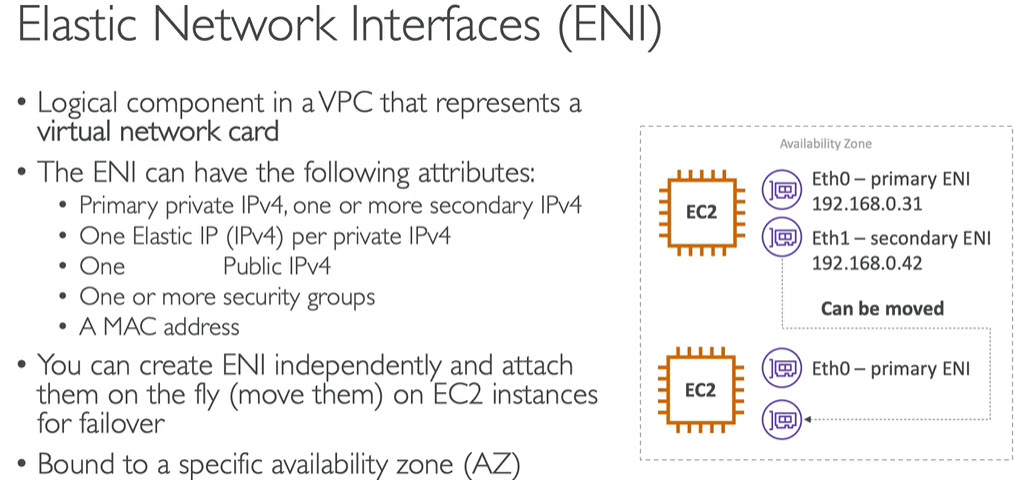 Elastic Network Interfaces (ENI)
• Logical component in a VPC that represents a
virtual network card
• The ENI can have the following attributes:
• Primary private IPv4, one or more secondary IPv4
• One Elastic IP (IPv4) per private IPv4
• One Public IPv4
• One or more security groups
• A MAC address
• You can create ENI independently and attach
them on the fly (move them) on EC2 instances
for failover
• Bound to a specific availability zone (AZ)
Availability Zone
EC2
Eth0 – primary ENI
192.168.0.31
Eth1 – secondary ENI
192.168.0.42
Can be moved
EC2
Eth0 – primary ENI